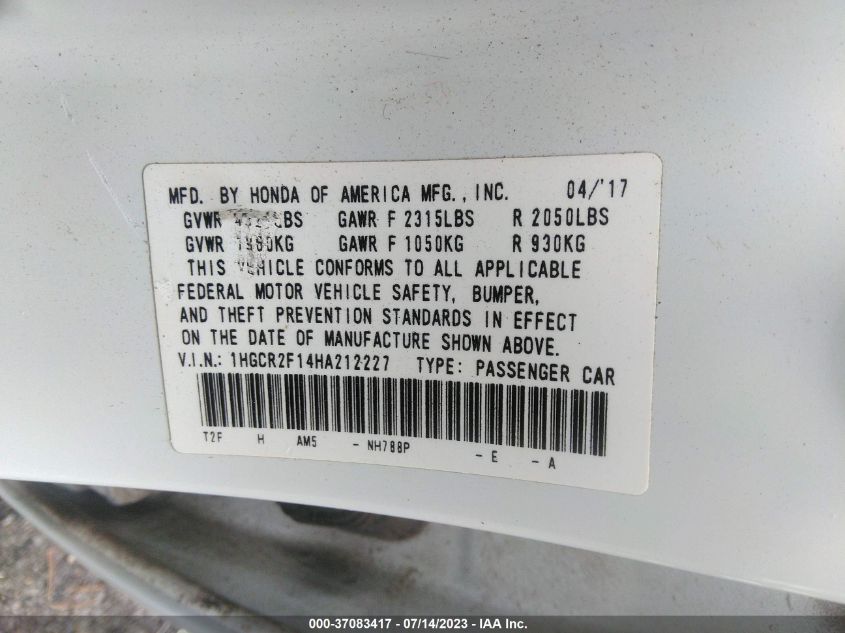 MFD. BY HONDA OF AMERICA MFG., INC. 04/'17
GVWR GAWR F 2315LBS R 2050LBS
GVWR GAWR F 1050KG R 930KG
THIS VEHICLE CONFORMS TO ALL APPLICABLE
FEDERAL MOTOR VEHICLE SAFETY, BUMPER,
AND THEFT PREVENTION STANDARDS IN EFFECT
ON THE DATE OF MANUFACTURE SHOWN ABOVE.
V.I.N.: 1HGCR2F14HA212227 TYPE: PASSENGER CAR
T2F H AM5 - NH788P - E - A
000-37083417 - 07/14/2023 - IAA Inc.